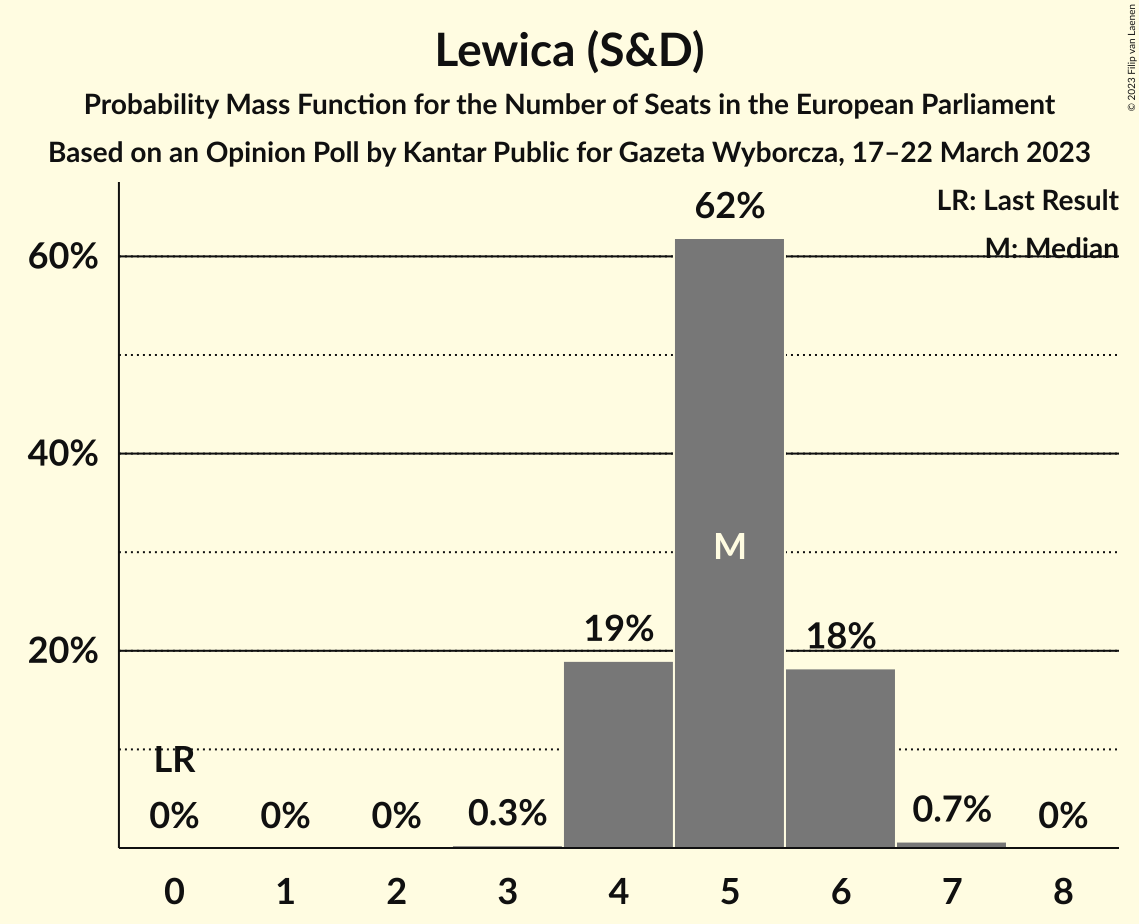 © 2023 Filip van Laenen
Lewica (S&D)
Probability Mass Function for the Number of Seats in the European Parliament
Based on an Opinion Poll by Kantar Public for Gazeta Wyborcza, 17–22 March 2023
LR: Last Result
M: Median
62%
60%
40%
M
19%
18%
20%
LR
0%
0%
0%
0.3%
0.7%
0%
0 1 2 3 4 5 6 7 8